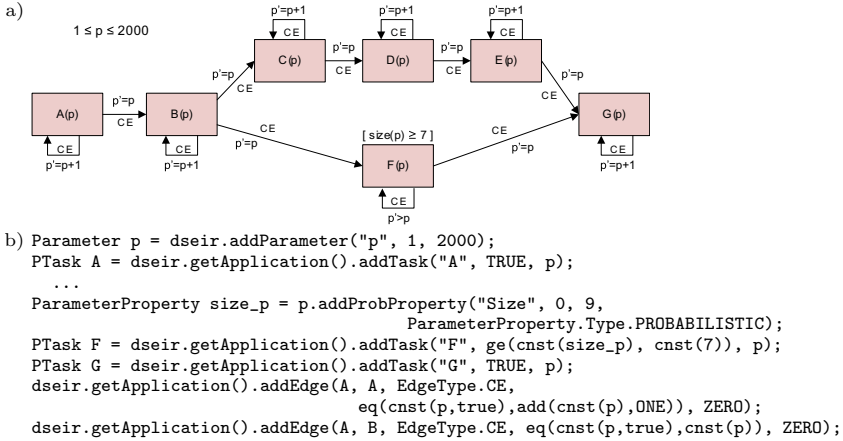 a)
1 ≤ p ≤ 2000
p'=p+1
CE
p'=p+1
CE
p'=p+1
CE
C(p)
p'=p
CE
D(p)
p'=p
CE
E(p)
p'=p
CE
p'=p
CE
A(p)
p'=p
CE
B(p)
G(p)
CE
p'=p+1
CE
p'=p+1
CE
p'=p
[ size(p) ≥ 7 ]
F(p)
CE
p'>p
CE
p'=p
CE
p'=p+1
b) Parameter p = dseir.addParameter("p", 1, 2000);
PTask A = dseir.getApplication().addTask("A", TRUE, p);
...
ParameterProperty size_p = p.addProbProperty("Size", 0, 9,
ParameterProperty.Type.PROBABILISTIC);
PTask F = dseir.getApplication().addTask("F", ge(cnst(size_p), cnst(7)), p);
PTask G = dseir.getApplication().addTask("G", TRUE, p);
dseir.getApplication().addEdge(A, A, EdgeType.CE,
eq(cnst(p,true),add(cnst(p),ONE)), ZERO);
dseir.getApplication().addEdge(A, B, EdgeType.CE, eq(cnst(p,true),cnst(p)), ZERO);